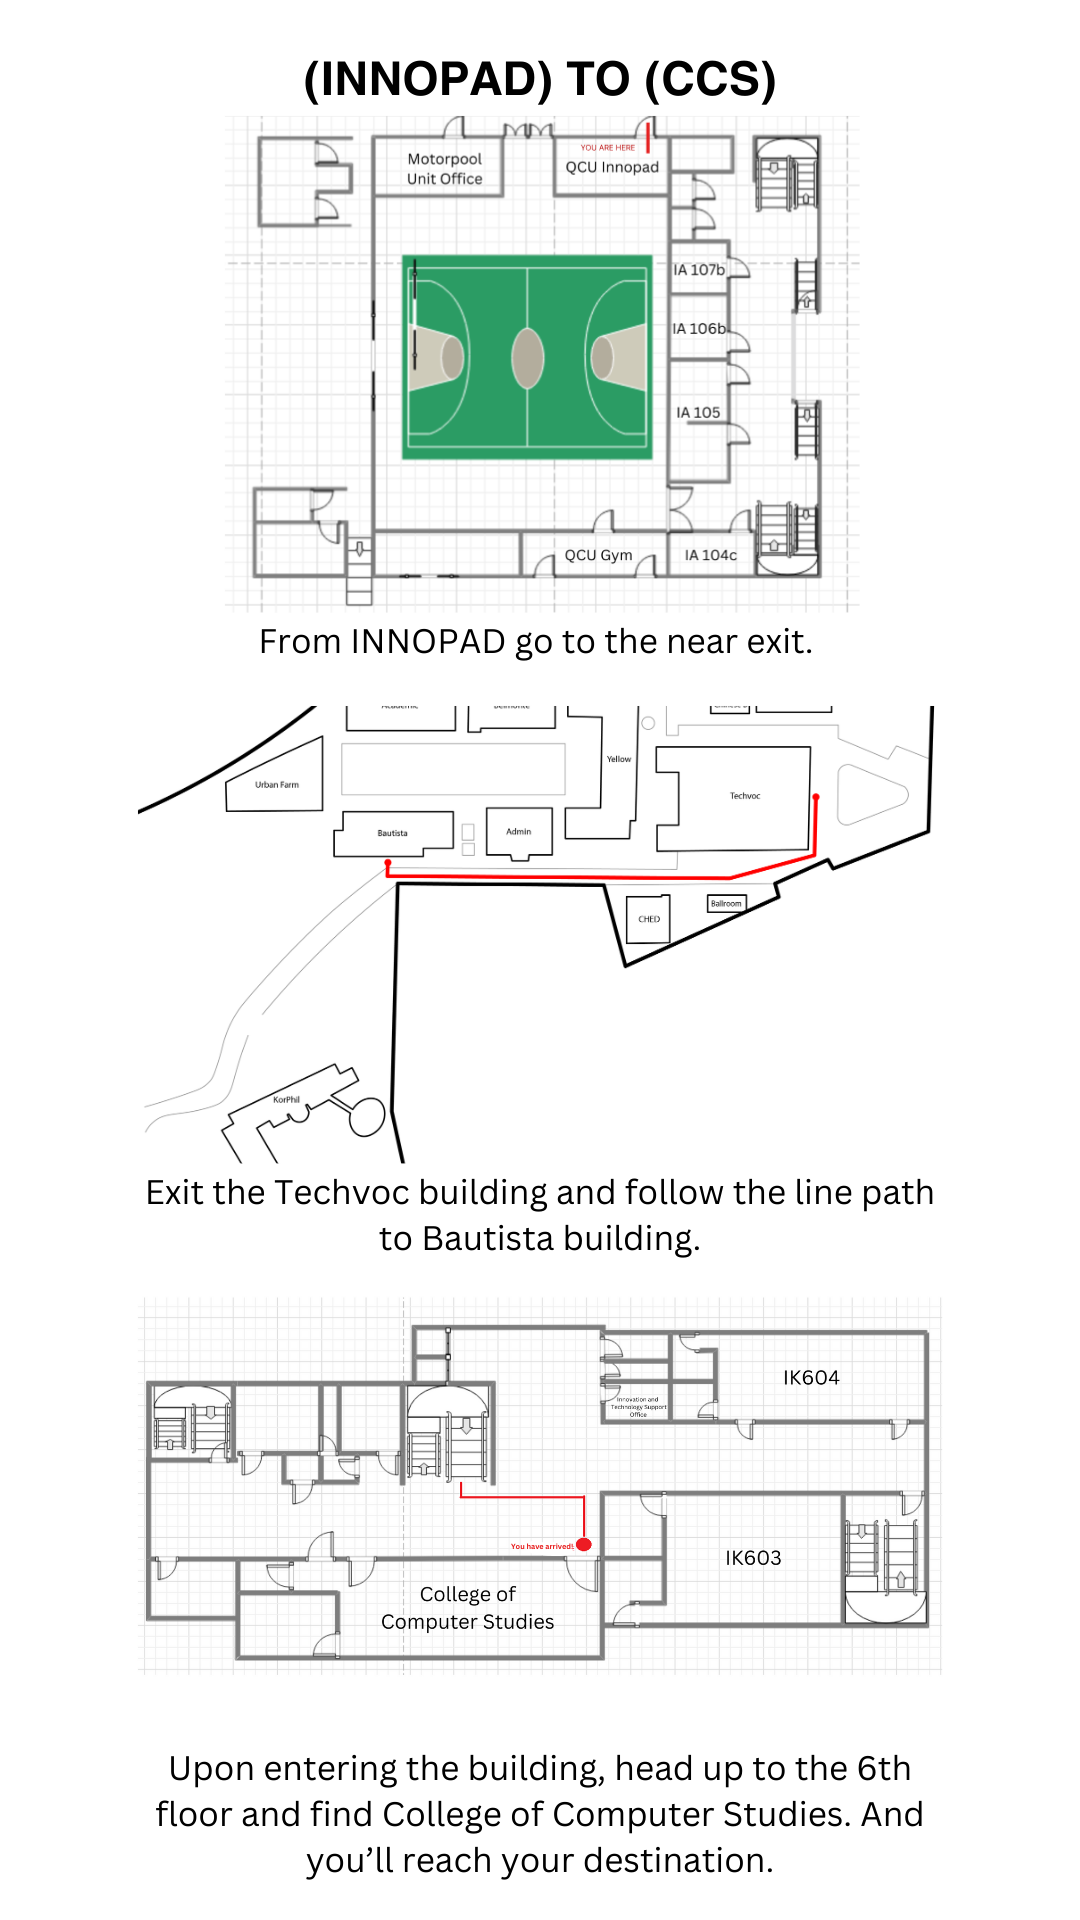 (INNOPAD) TO (CCS)
YOU ARE HERE
Motorpool
Unit Office
QCU Innopad
IA 107b
IA 106b
IA 105
QCU Gym
IA 104c
From INNOPAD go to the near exit.
Academic
Belmonte
Yellow
Urban Farm
Techvoc
Bautista
Admin
CHED
Ballroom
KorPhil
Exit the Techvoc building and follow the line path
to Bautista building.
IK604
Innovation and
Technology Support
Office
You have arrived!
IK603
College of
Computer Studies
Upon entering the building, head up to the 6th
floor and find College of Computer Studies. And
you’ll reach your destination.